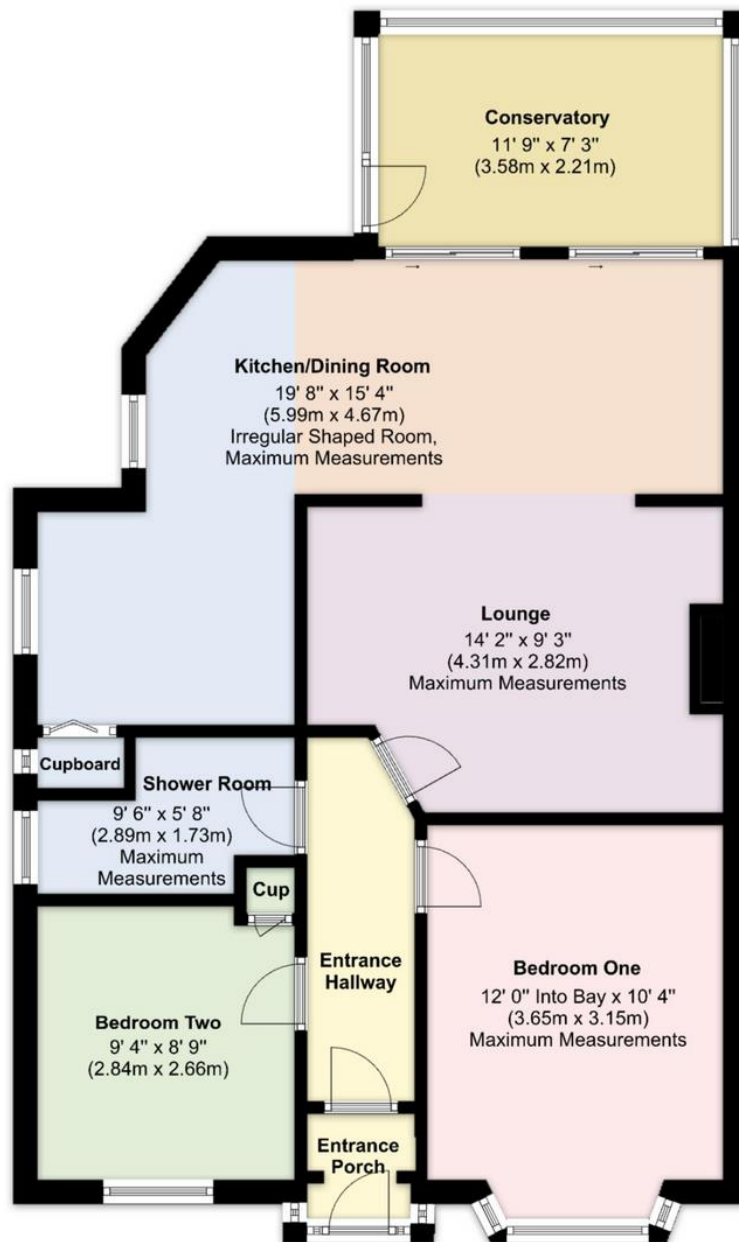 Conservatory
11' 9" x 7' 3"
(3.58m x 2.21m)
Kitchen/Dining Room
19' 8" x 15' 4"
(5.99m x 4.67m)
Irregular Shaped Room,
Maximum Measurements
Lounge
14' 2" x 9' 3"
(4.31m x 2.82m)
Maximum Measurements
Cupboard
Shower Room
9' 6" x 5' 8"
(2.89m x 1.73m)
Maximum
Measurements
Cup
Entrance
Hallway
Bedroom One
12' 0" Into Bay x 10' 4"
(3.65m x 3.15m)
Maximum Measurements
Bedroom Two
9' 4" x 8' 9"
(2.84m x 2.66m)
Entrance
Porch